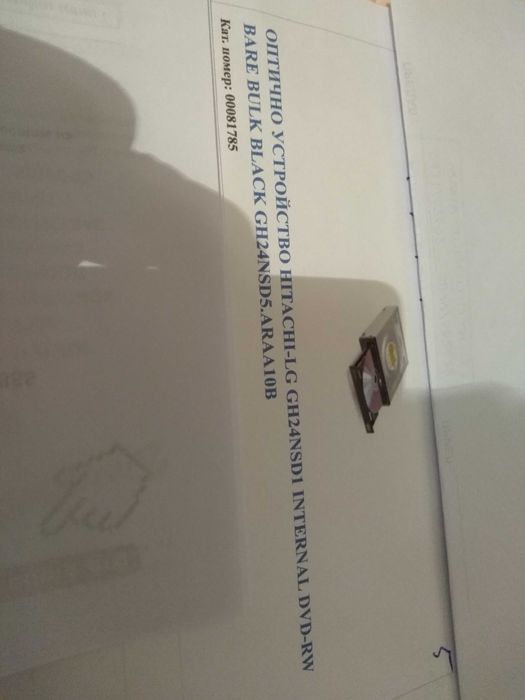 ОПТИЧНО УСТРОЙСТВО HITACHI-LG GH24NSD1 INTERNAL DVD-RW
BARE BULK BLACK GH24NSD5.ARAA10B
Кат. номер: 00081785
5